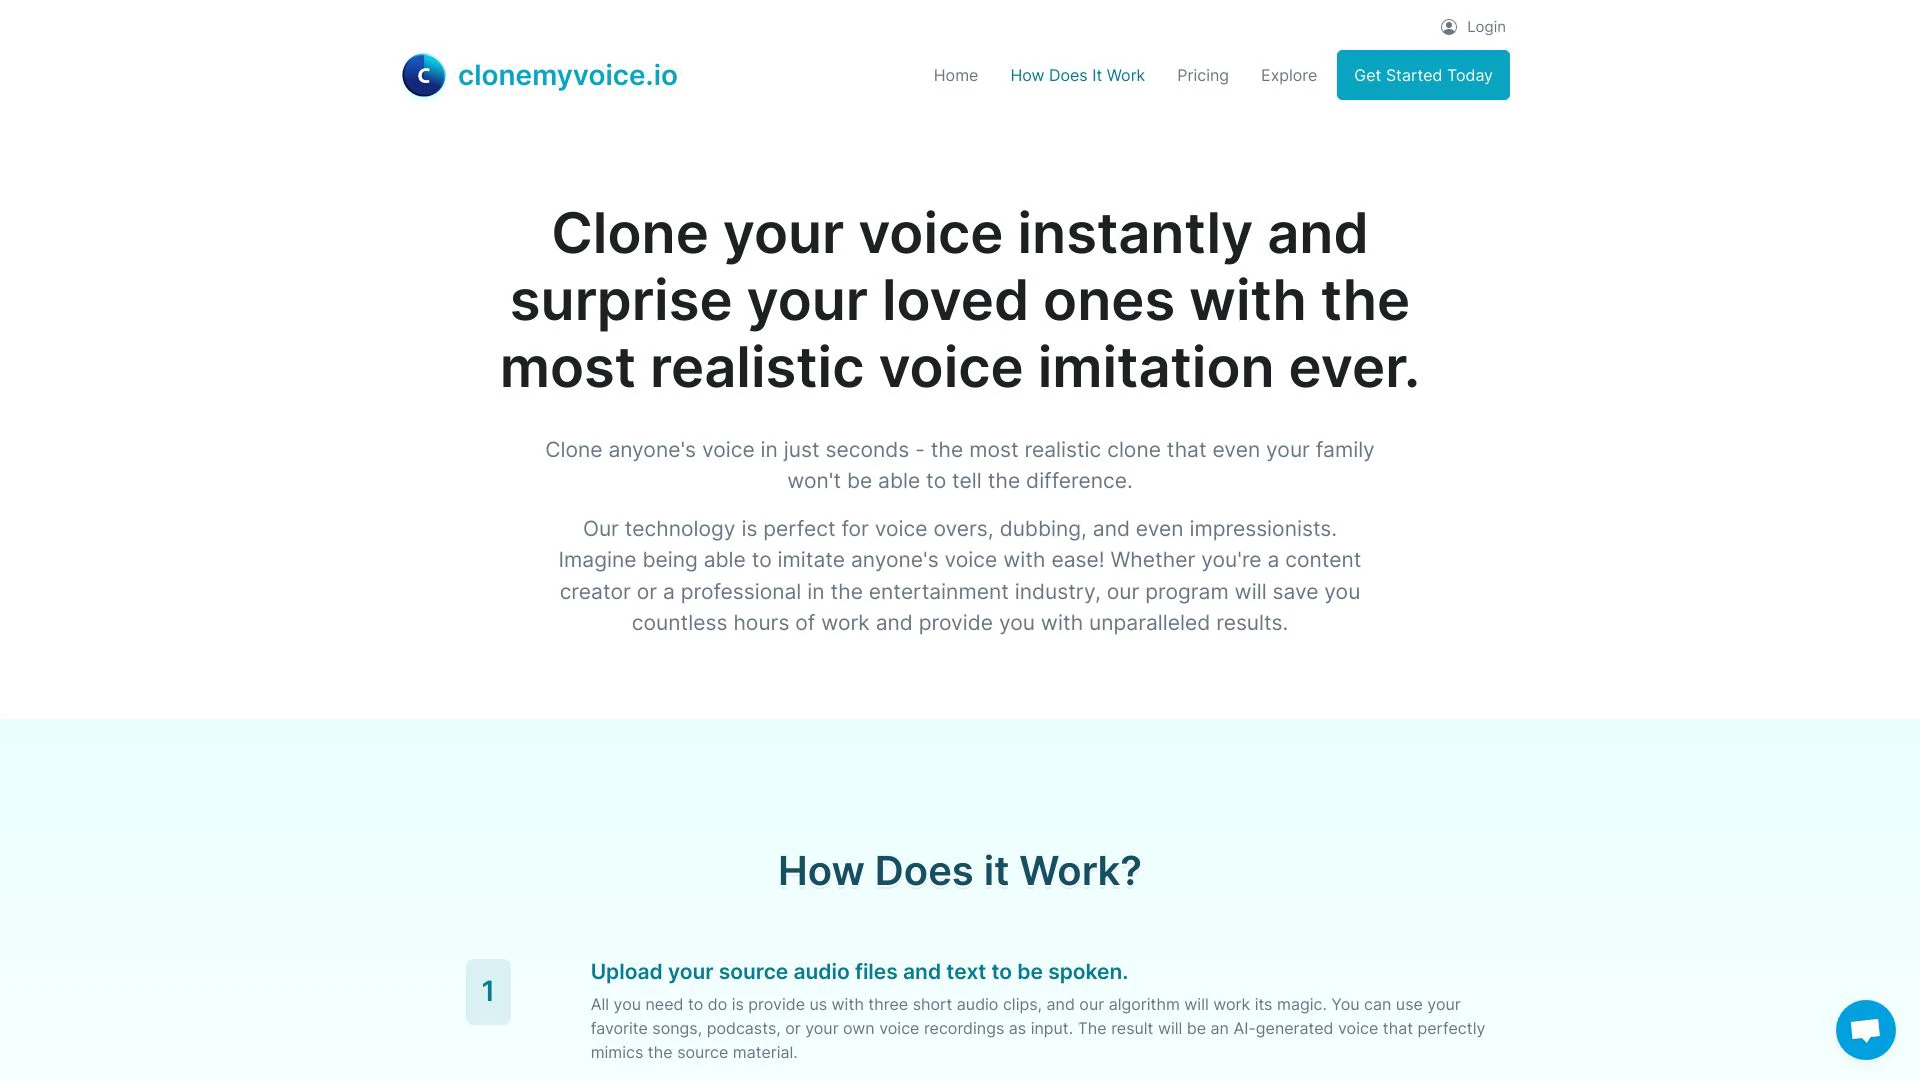 Login
C
clonemyvoice.io
Home
How Does It Work
Pricing
Explore
Get Started Today
Clone your voice instantly and
surprise your loved ones with the
most realistic voice imitation ever.
Clone anyone's voice in just seconds - the most realistic clone that even your family
won't be able to tell the difference.
Our technology is perfect for voice overs, dubbing, and even impressionists.
Imagine being able to imitate anyone's voice with ease! Whether you're a content
creator or a professional in the entertainment industry, our program will save you
countless hours of work and provide you with unparalleled results.
How Does it Work?
1
Upload your source audio files and text to be spoken.
All you need to do is provide us with three short audio clips, and our algorithm will work its magic. You can use your
favorite songs, podcasts, or your own voice recordings as input. The result will be an AI-generated voice that perfectly
mimics the source material.